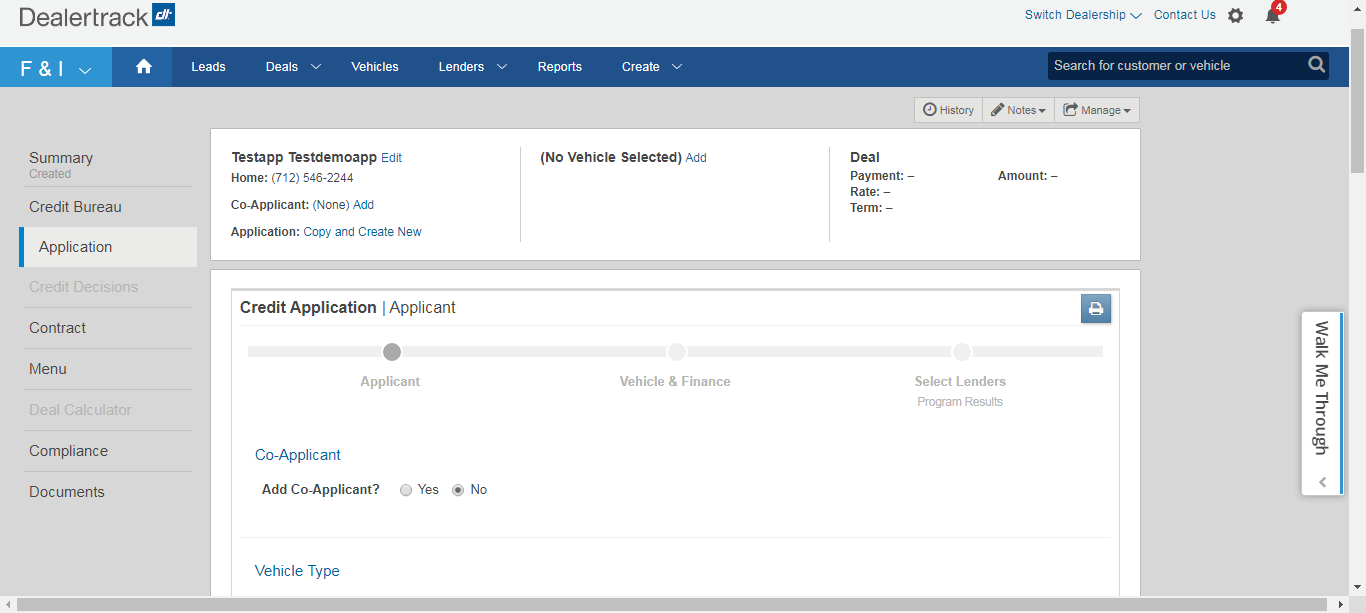 Dealertrack dt
Switch Dealership Contact Us 4
F & I Leads Deals Vehicles Lenders Reports Create Search for customer or vehicle
History Notes Manage
Summary
Created
Credit Bureau
Application
Credit Decisions
Contract
Menu
Deal Calculator
Compliance
Documents
Testapp Testdemoapp Edit
Home: (712) 546-2244
Co-Applicant: (None) Add
Application: Copy and Create New
(No Vehicle Selected) Add
Deal
Payment: – Amount: –
Rate: –
Term: –
Credit Application | Applicant
Applicant Vehicle & Finance Select Lenders
Program Results
Co-Applicant
Add Co-Applicant? Yes No
Vehicle Type
Walk Me Through